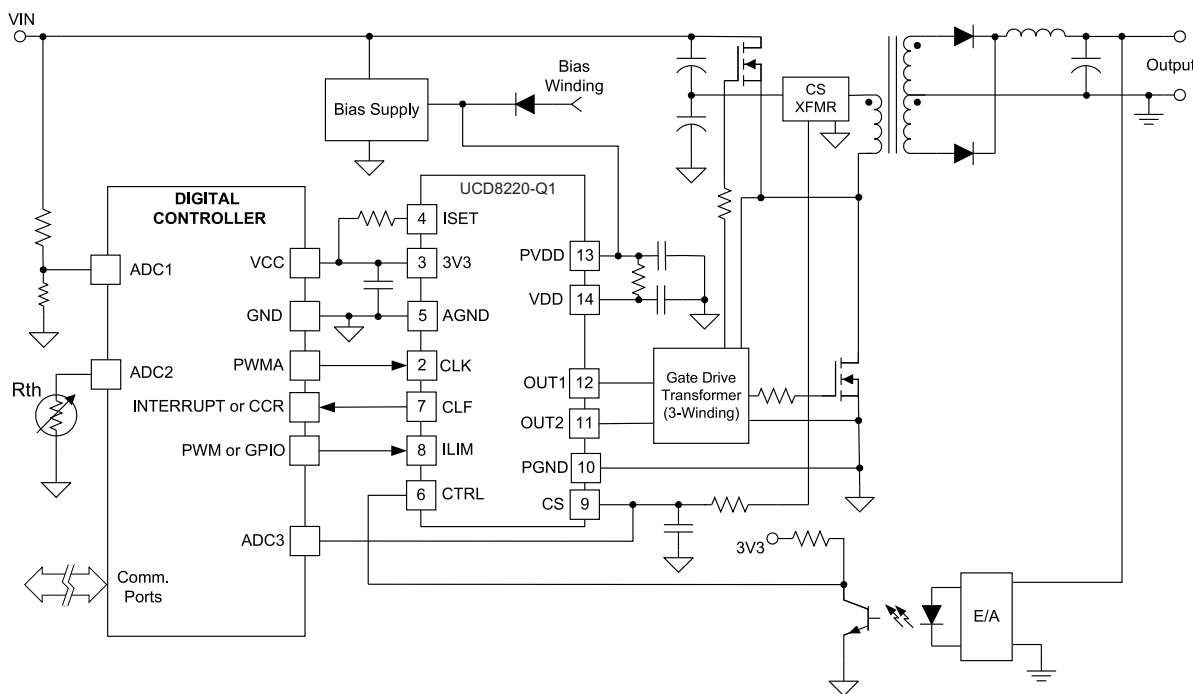 VIN
Bias Supply
Bias
Winding
CS
XFMR
Output
DIGITAL
CONTROLLER
UCD8220-Q1
ADC1
ADC2
Rth
VCC
GND
PWMA
INTERRUPT or CCR
PWM or GPIO
ADC3
Comm.
Ports
4 ISET
3 3V3
5 AGND
2 CLK
7 CLF
8 ILIM
6 CTRL
PVDD 13
VDD 14
OUT1 12
OUT2 11
PGND 10
CS 9
Gate Drive
Transformer
(3-Winding)
3V3
E/A